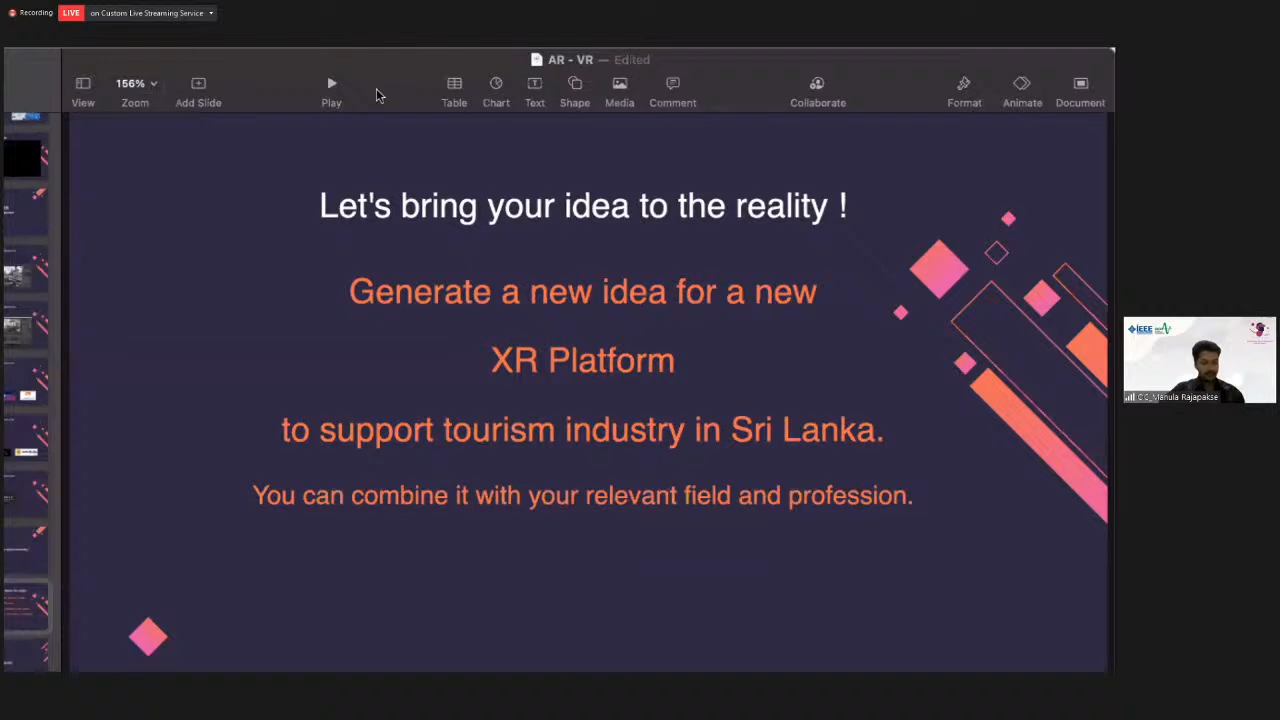 Recording
LIVE
on Custom Live Streaming Service
AR - VR — Edited
156%
View
Zoom
Add Slide
Play
Table
Chart
Text
Shape
Media
Comment
Collaborate
Format
Animate
Document
Let's bring your idea to the reality !
Generate a new idea for a new
XR Platform
to support tourism industry in Sri Lanka.
You can combine it with your relevant field and profession.
IEEE
OC_Manula Rajapakse